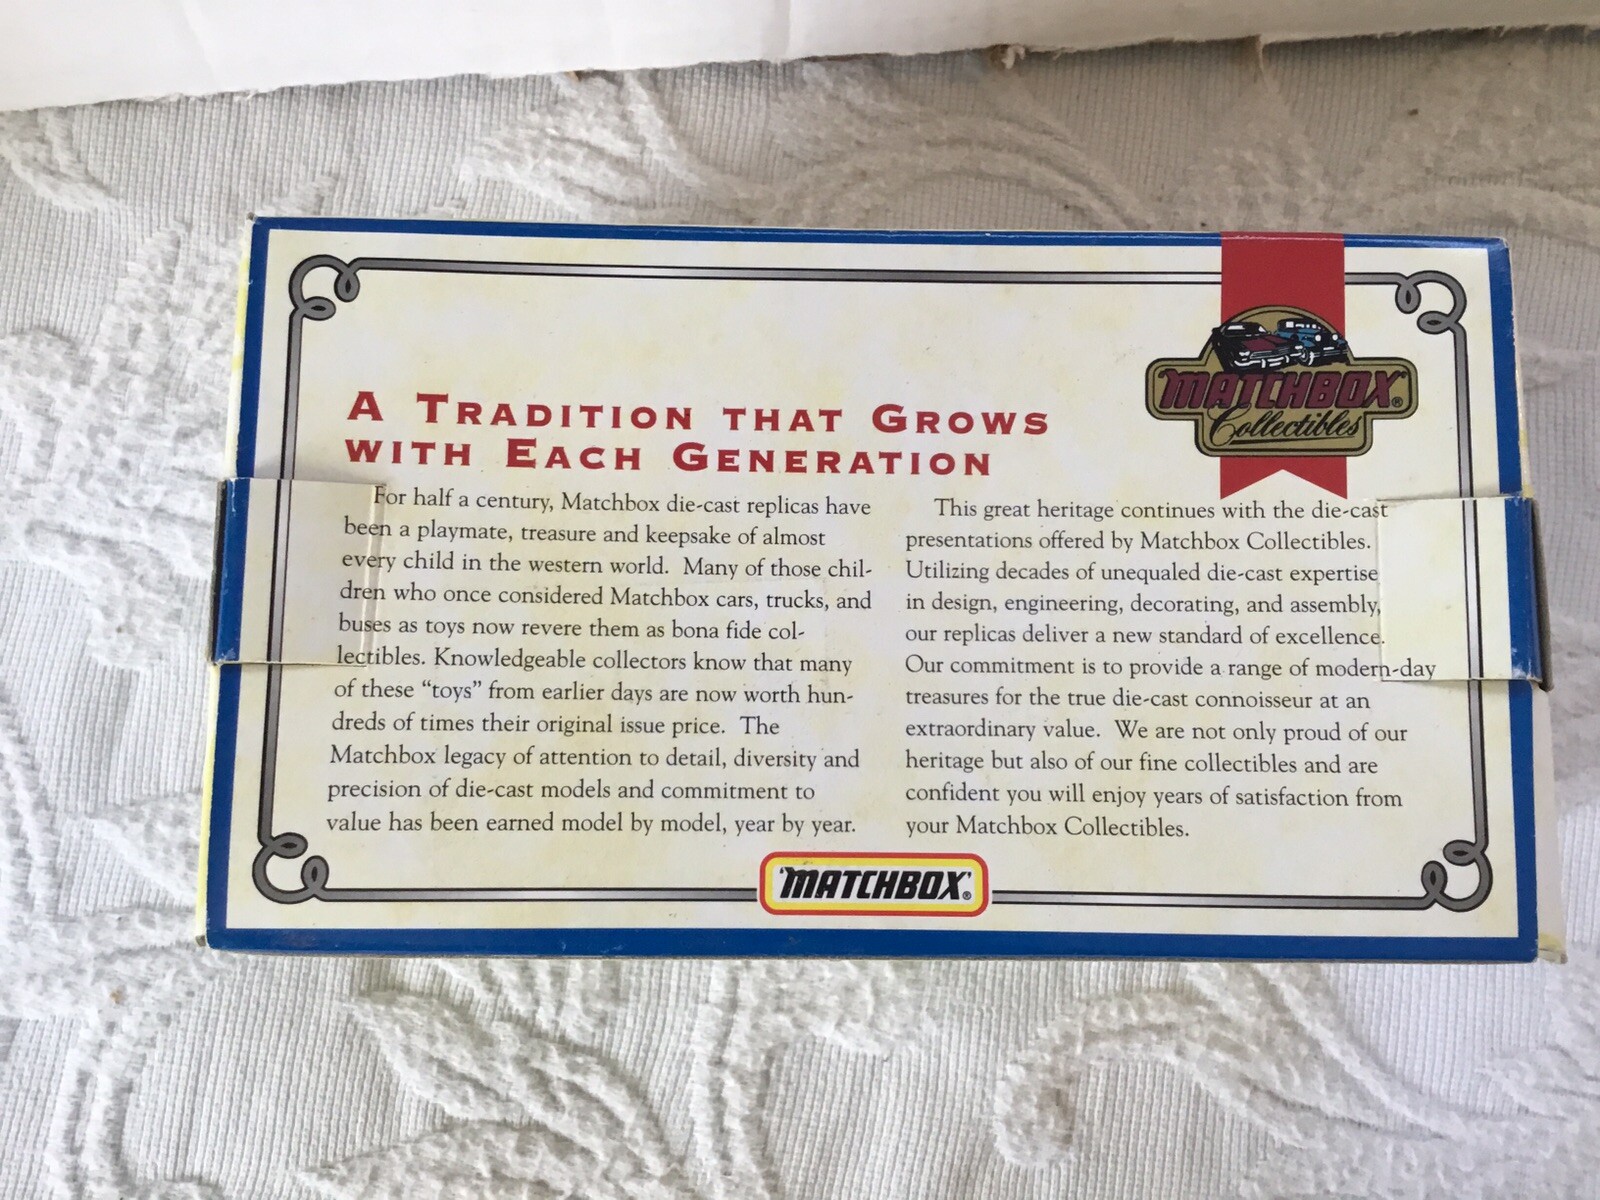 MATCHBOX®
Collectibles
A TRADITION THAT GROWS
WITH EACH GENERATION
For half a century, Matchbox die-cast replicas have
been a playmate, treasure and keepsake of almost
every child in the western world. Many of those chil-
dren who once considered Matchbox cars, trucks, and
buses as toys now revere them as bona fide col-
lectibles. Knowledgeable collectors know that many
of these “toys” from earlier days are now worth hun-
dreds of times their original issue price. The
Matchbox legacy of attention to detail, diversity and
precision of die-cast models and commitment to
value has been earned model by model, year by year.
This great heritage continues with the die-cast
presentations offered by Matchbox Collectibles.
Utilizing decades of unequaled die-cast expertise
in design, engineering, decorating, and assembly,
our replicas deliver a new standard of excellence.
Our commitment is to provide a range of modern-day
treasures for the true die-cast connoisseur at an
extraordinary value. We are not only proud of our
heritage but also of our fine collectibles and are
confident you will enjoy years of satisfaction from
your Matchbox Collectibles.
"MATCHBOX"®